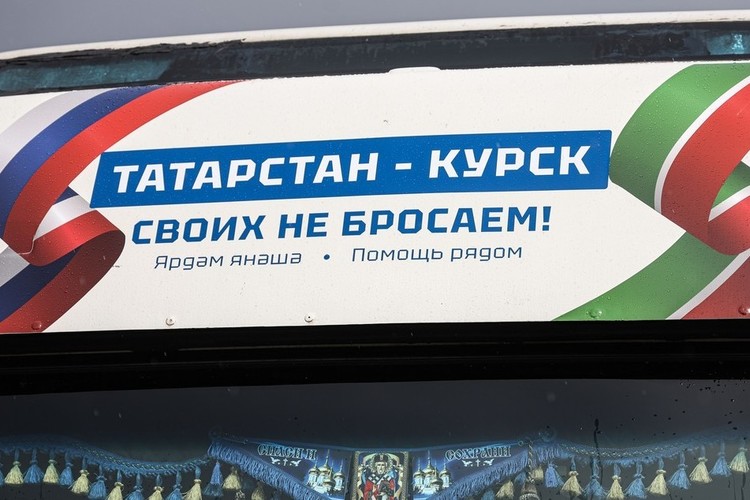 ТАТАРСТАН - КУРСК
СВОИХ НЕ БРОСАЕМ!
Ярдәм янәшә • Помощь рядом
СПАСИ И СОХРАНИ